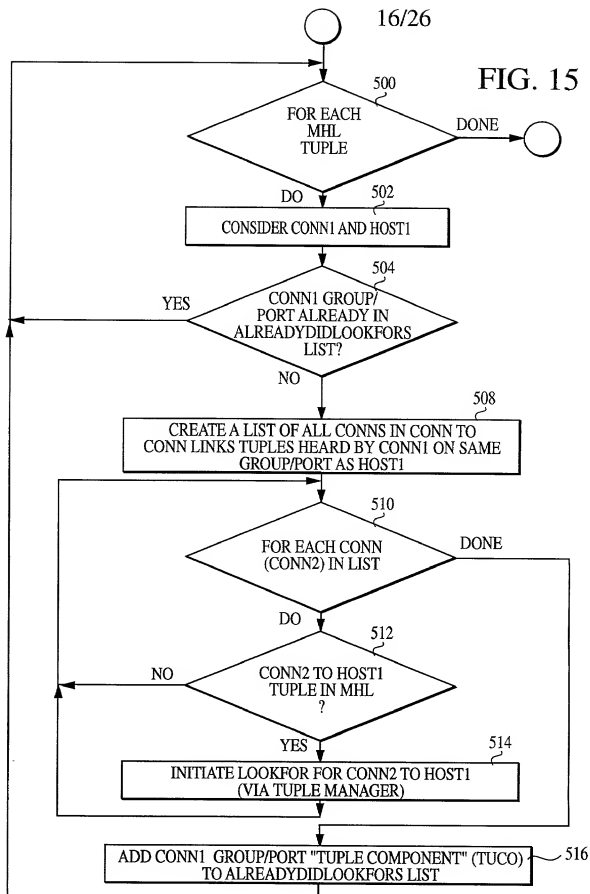 16/26
FIG. 15
500
FOR EACH
MHL
TUPLE
DONE
DO
502
CONSIDER CONN1 AND HOST1
504
YES
CONN1 GROUP/
PORT ALREADY IN
ALREADYDIDLOOKFORS
LIST?
NO
508
CREATE A LIST OF ALL CONNS IN CONN TO
CONN LINKS TUPLES HEARD BY CONN1 ON SAME
GROUP/PORT AS HOST1
510
FOR EACH CONN
(CONN2) IN LIST
DONE
DO
512
NO
CONN2 TO HOST1
TUPLE IN MHL
?
YES
514
INITIATE LOOKFOR FOR CONN2 TO HOST1
(VIA TUPLE MANAGER)
ADD CONN1 GROUP/PORT "TUPLE COMPONENT" (TUCO)
TO ALREADYDIDLOOKFORS LIST
516